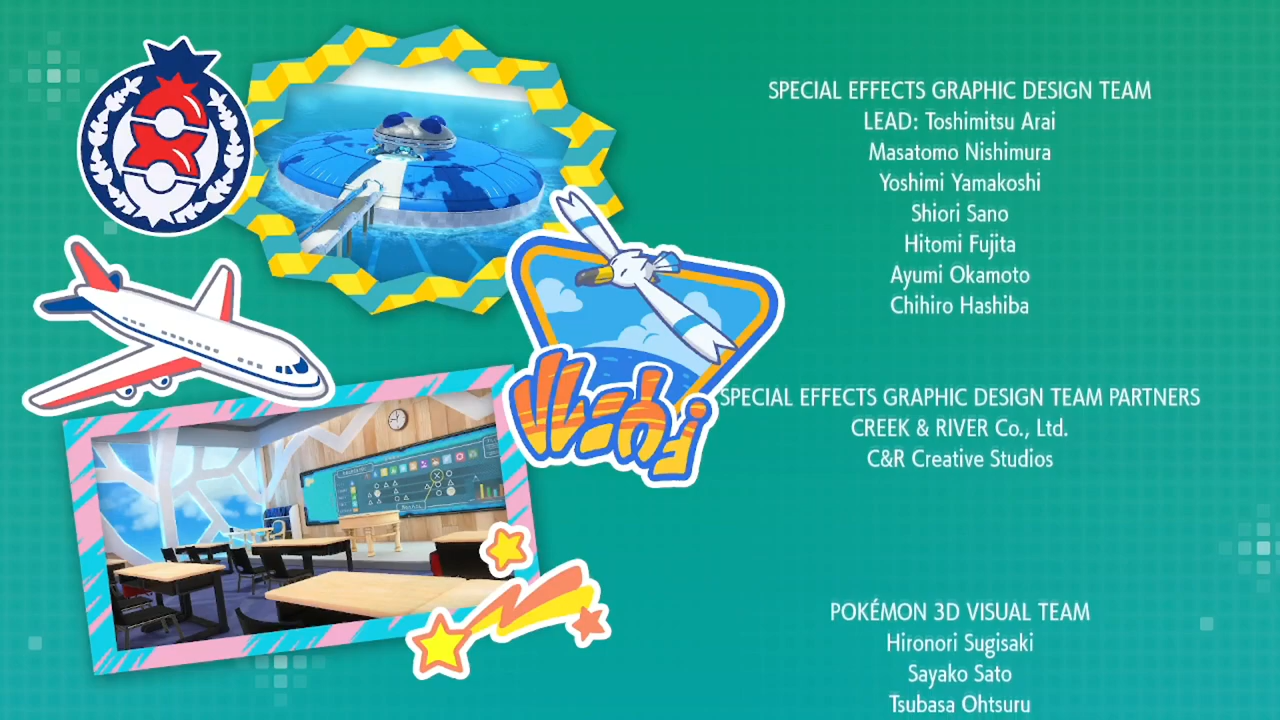 SPECIAL EFFECTS GRAPHIC DESIGN TEAM
LEAD: Toshimitsu Arai
Masatomo Nishimura
Yoshimi Yamakoshi
Shiori Sano
Hitomi Fujita
Ayumi Okamoto
Chihiro Hashiba
SPECIAL EFFECTS GRAPHIC DESIGN TEAM PARTNERS
CREEK & RIVER Co., Ltd.
C&R Creative Studios
POKÉMON 3D VISUAL TEAM
Hironori Sugisaki
Sayako Sato
Tsubasa Ohtsuru